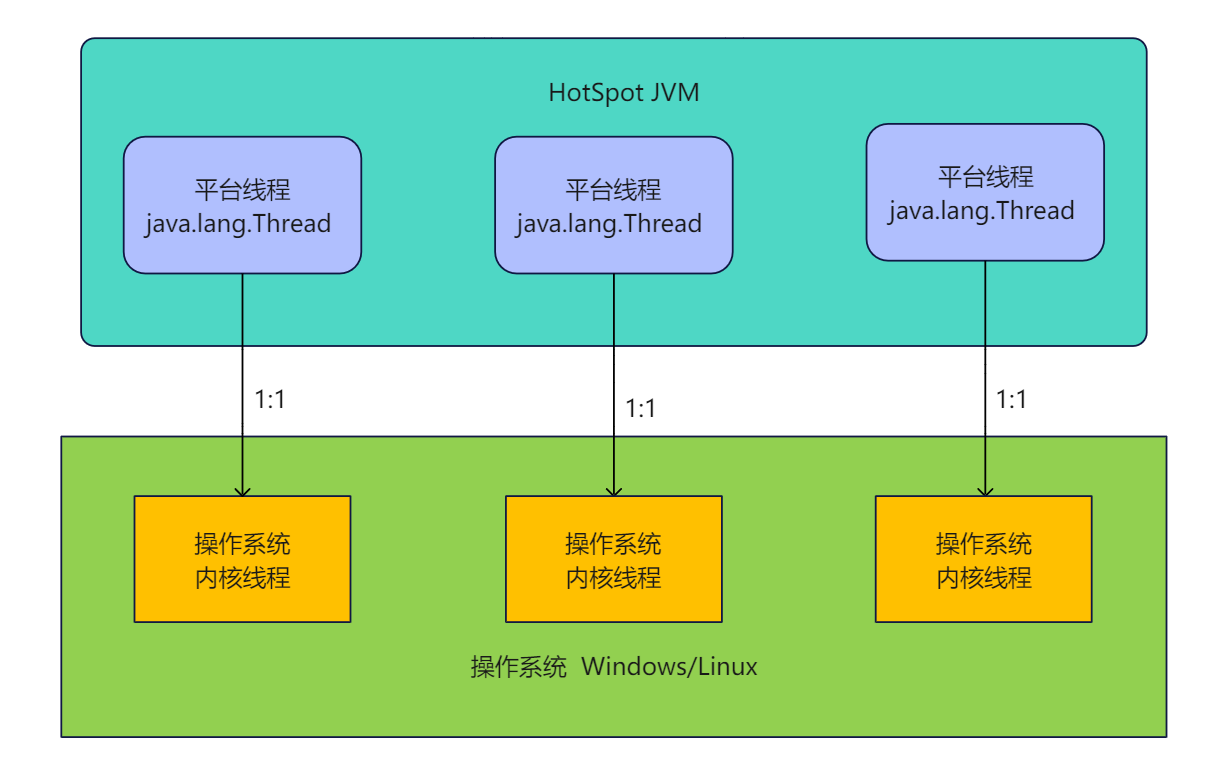 HotSpot JVM
平台线程
java.lang.Thread
平台线程
java.lang.Thread
平台线程
java.lang.Thread
1:1
1:1
1:1
操作系统
内核线程
操作系统
内核线程
操作系统
内核线程
操作系统 Windows/Linux